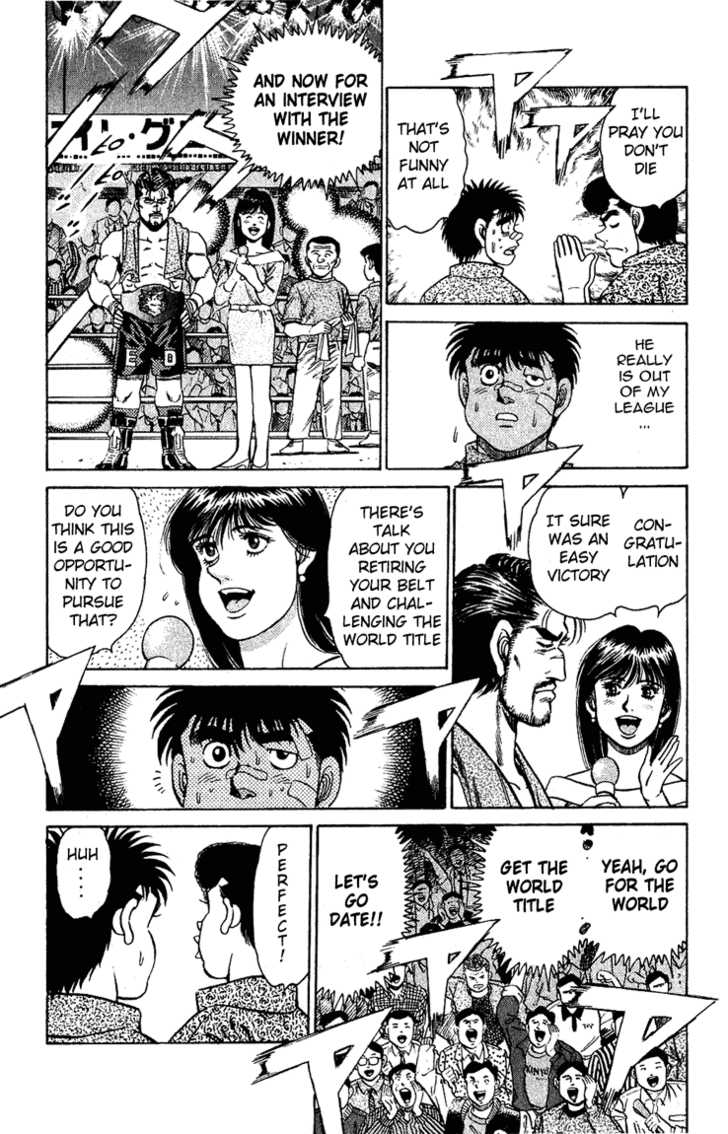 I'LL
PRAY YOU
DON'T
DIE
THAT'S
NOT
FUNNY
AT ALL
HE
REALLY
IS OUT
OF MY
LEAGUE
...
AND NOW FOR
AN INTERVIEW
WITH THE
WINNER!
イン・グ
E D
CON-
GRATU-
LATION
IT SURE
WAS AN
EASY
VICTORY
THERE'S
TALK
ABOUT YOU
RETIRING
YOUR BELT
AND CHAL-
LENGING THE
WORLD TITLE
DO YOU
THINK THIS
IS A GOOD
OPPORTU-
NITY TO
PURSUE
THAT?
YEAH, GO
FOR THE
WORLD
GET THE
WORLD
TITLE
LET'S
GO
DATE!!
PERFECT!
HUH
....